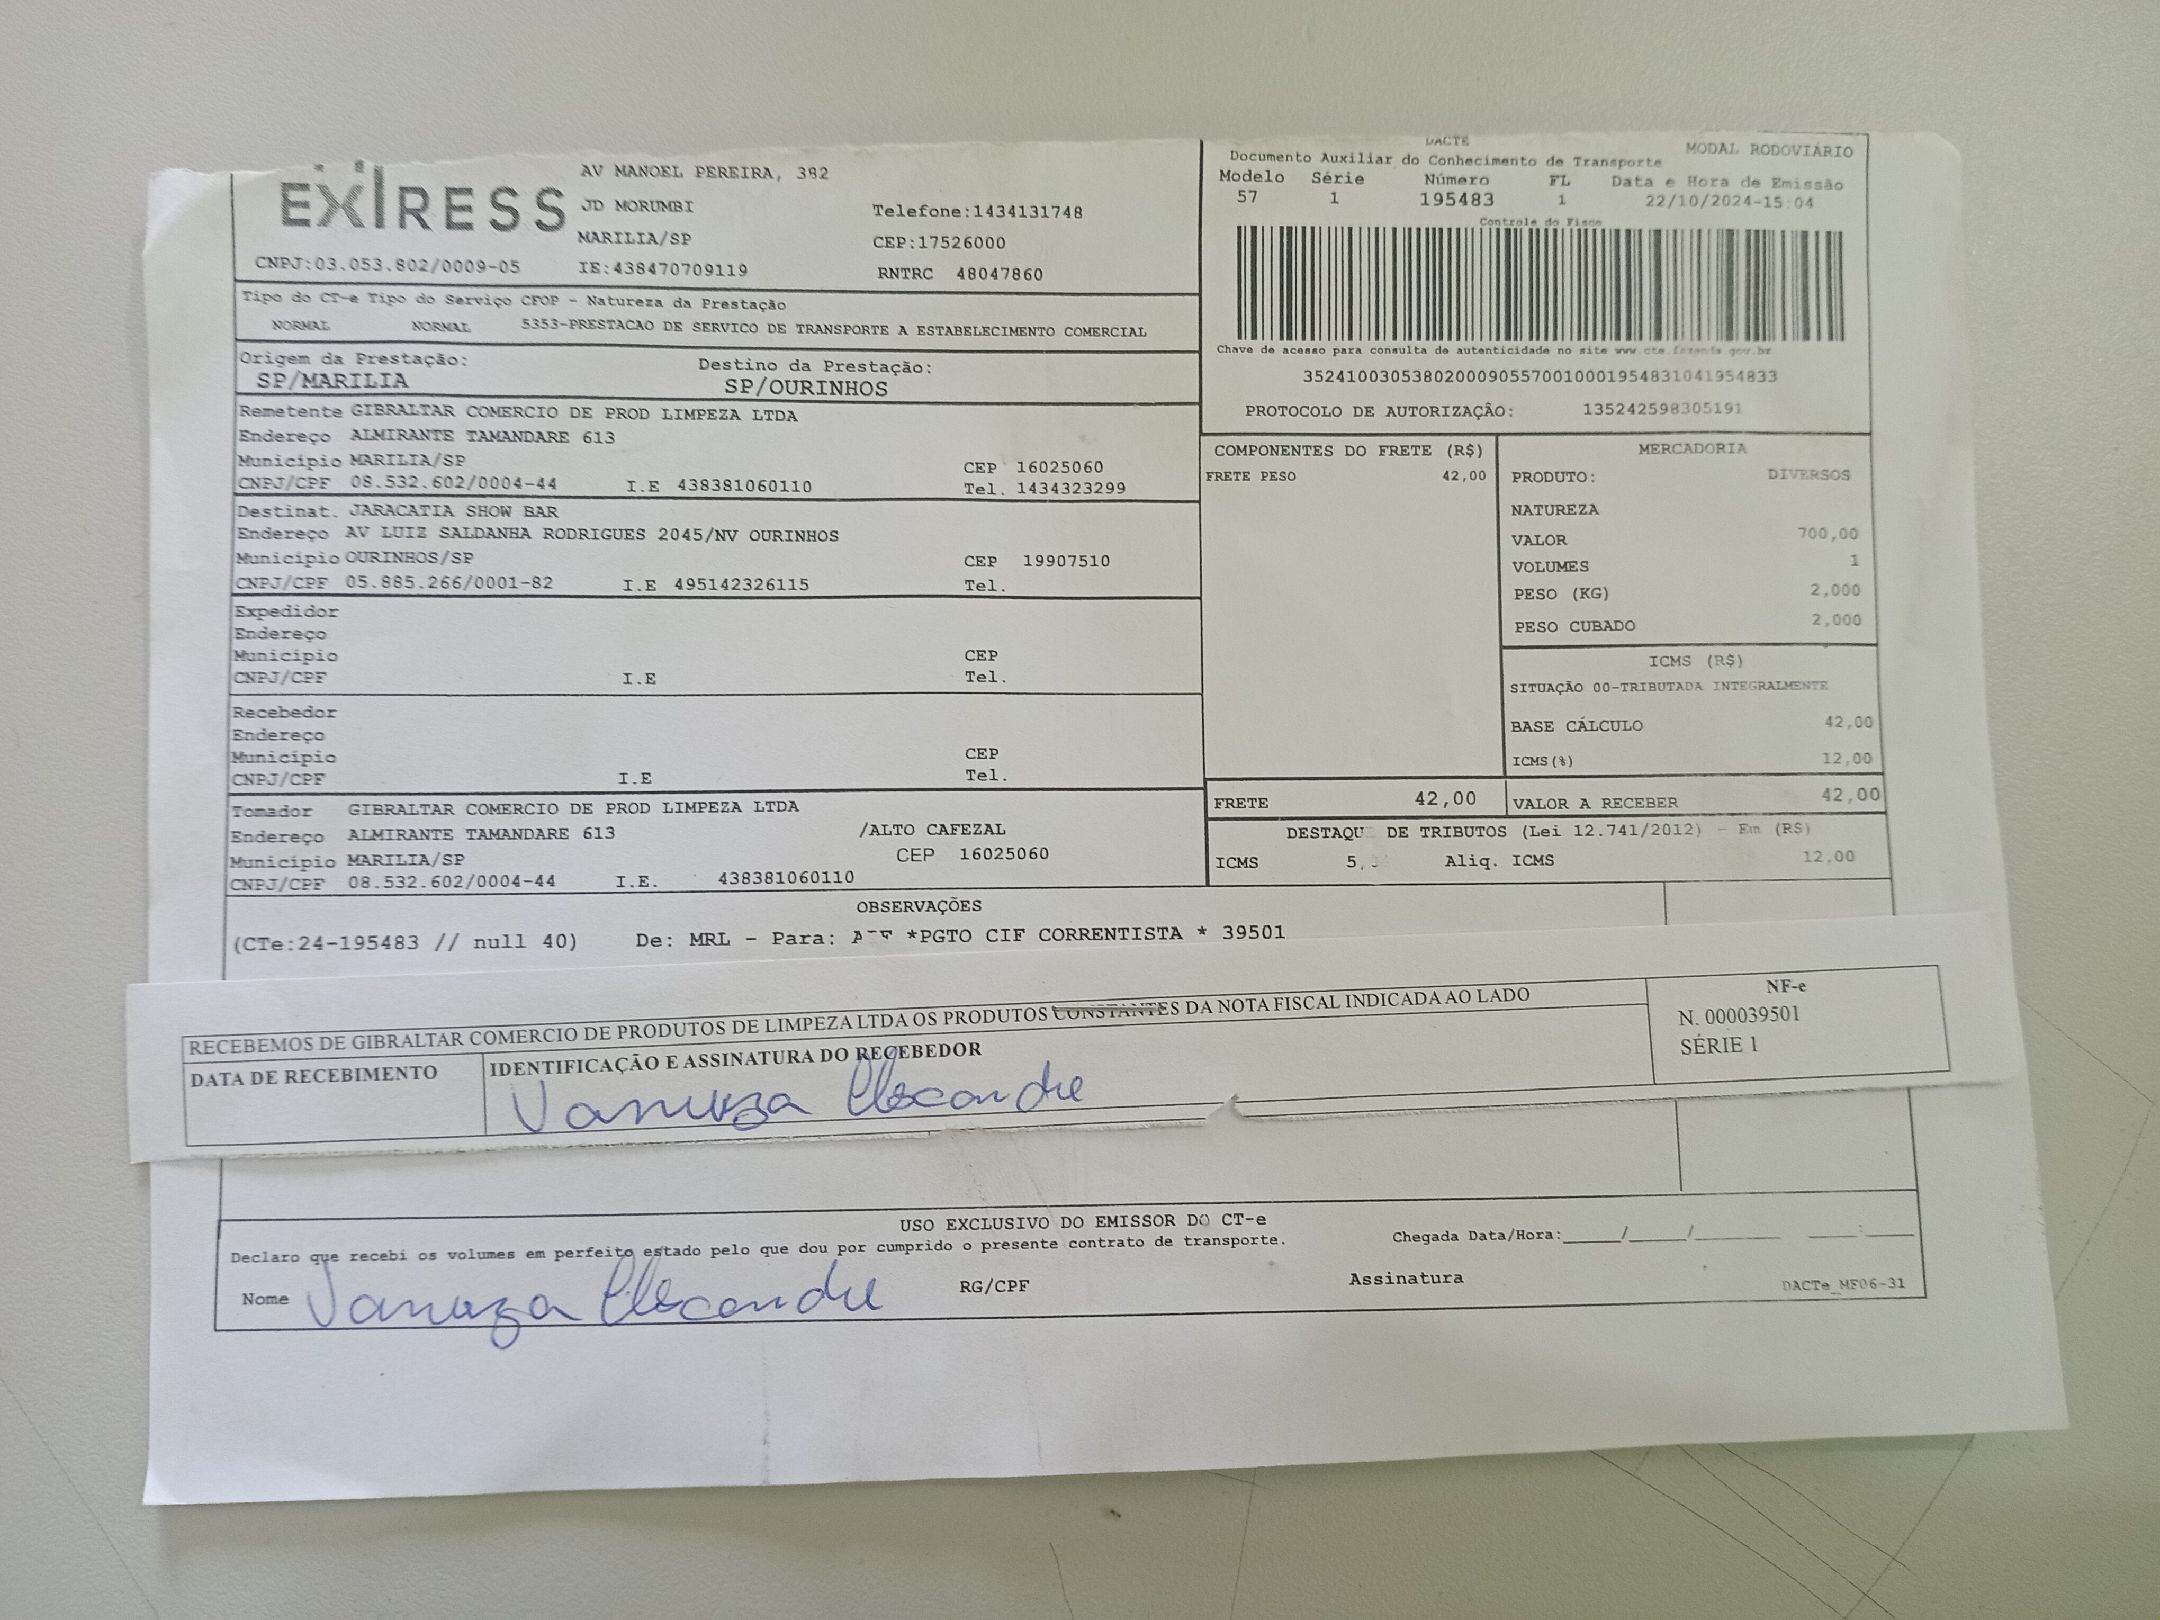 EXPRESS
AV MANOEL PEREIRA, 382
JD MORUMBI
MARILIA/SP
Telefone:1434131748
CEP:17526000
CNPJ:03.053.802/0009-05
IE:438470709119
RNTRC 48047860
DACTE
MODAL RODOVIÁRIO
Documento Auxiliar do Conhecimento de Transporte
Modelo Série Número FL Data e Hora de Emissão
57 1 195483 1 22/10/2024-15:04
Controle do Fisco
Chave de acesso para consulta de autenticidade no site www.cte.fazenda.gov.br
35241003053802000905570010001954831041954833
PROTOCOLO DE AUTORIZAÇÃO: 135242598305191
Tipo do CT-e Tipo do Serviço CFOP - Natureza da Prestação
NORMAL NORMAL 5353-PRESTACAO DE SERVICO DE TRANSPORTE A ESTABELECIMENTO COMERCIAL
Origem da Prestação: Destino da Prestação:
SP/MARILIA SP/OURINHOS
Remetente GIBRALTAR COMERCIO DE PROD LIMPEZA LTDA
Endereço ALMIRANTE TAMANDARE 613
Município MARILIA/SP CEP 16025060
CNPJ/CPF 08.532.602/0004-44 I.E 438381060110 Tel. 1434323299
Destinat. JARACATIA SHOW BAR
Endereço AV LUIZ SALDANHA RODRIGUES 2045/NV OURINHOS
Município OURINHOS/SP CEP 19907510
CNPJ/CPF 05.885.266/0001-82 I.E 495142326115 Tel.
Expedidor
Endereço
Município CEP
CNPJ/CPF I.E Tel.
Recebedor
Endereço
Município CEP
CNPJ/CPF I.E Tel.
Tomador GIBRALTAR COMERCIO DE PROD LIMPEZA LTDA
Endereço ALMIRANTE TAMANDARE 613 /ALTO CAFEZAL
Município MARILIA/SP CEP 16025060
CNPJ/CPF 08.532.602/0004-44 I.E. 438381060110
COMPONENTES DO FRETE (R$)
FRETE PESO 42,00
MERCADORIA
PRODUTO: DIVERSOS
NATUREZA
VALOR 700,00
VOLUMES 1
PESO (KG) 2,000
PESO CUBADO 2,000
ICMS (R$)
SITUAÇÃO 00-TRIBUTADA INTEGRALMENTE
BASE CÁLCULO 42,00
ICMS(%) 12,00
FRETE 42,00 VALOR A RECEBER 42,00
DESTAQU DE TRIBUTOS (Lei 12.741/2012) - Em (R$)
ICMS 5, Aliq. ICMS 12,00
OBSERVAÇÕES
(CTe:24-195483 // null 40) De: MRL - Para: *PGTO CIF CORRENTISTA * 39501
RECEBEMOS DE GIBRALTAR COMERCIO DE PRODUTOS DE LIMPEZA LTDA OS PRODUTOS CONSTANTES DA NOTA FISCAL INDICADA AO LADO
DATA DE RECEBIMENTO
IDENTIFICAÇÃO E ASSINATURA DO RECEBEDOR
Vanuza
NF-e
N. 000039501
SÉRIE 1
USO EXCLUSIVO DO EMISSOR DO CT-e
Declaro que recebi os volumes em perfeito estado pelo que dou por cumprido o presente contrato de transporte.
Chegada Data/Hora:_____/_____/_______ ____:____
Nome Vanuza
RG/CPF
Assinatura
DACTe_MF06-31